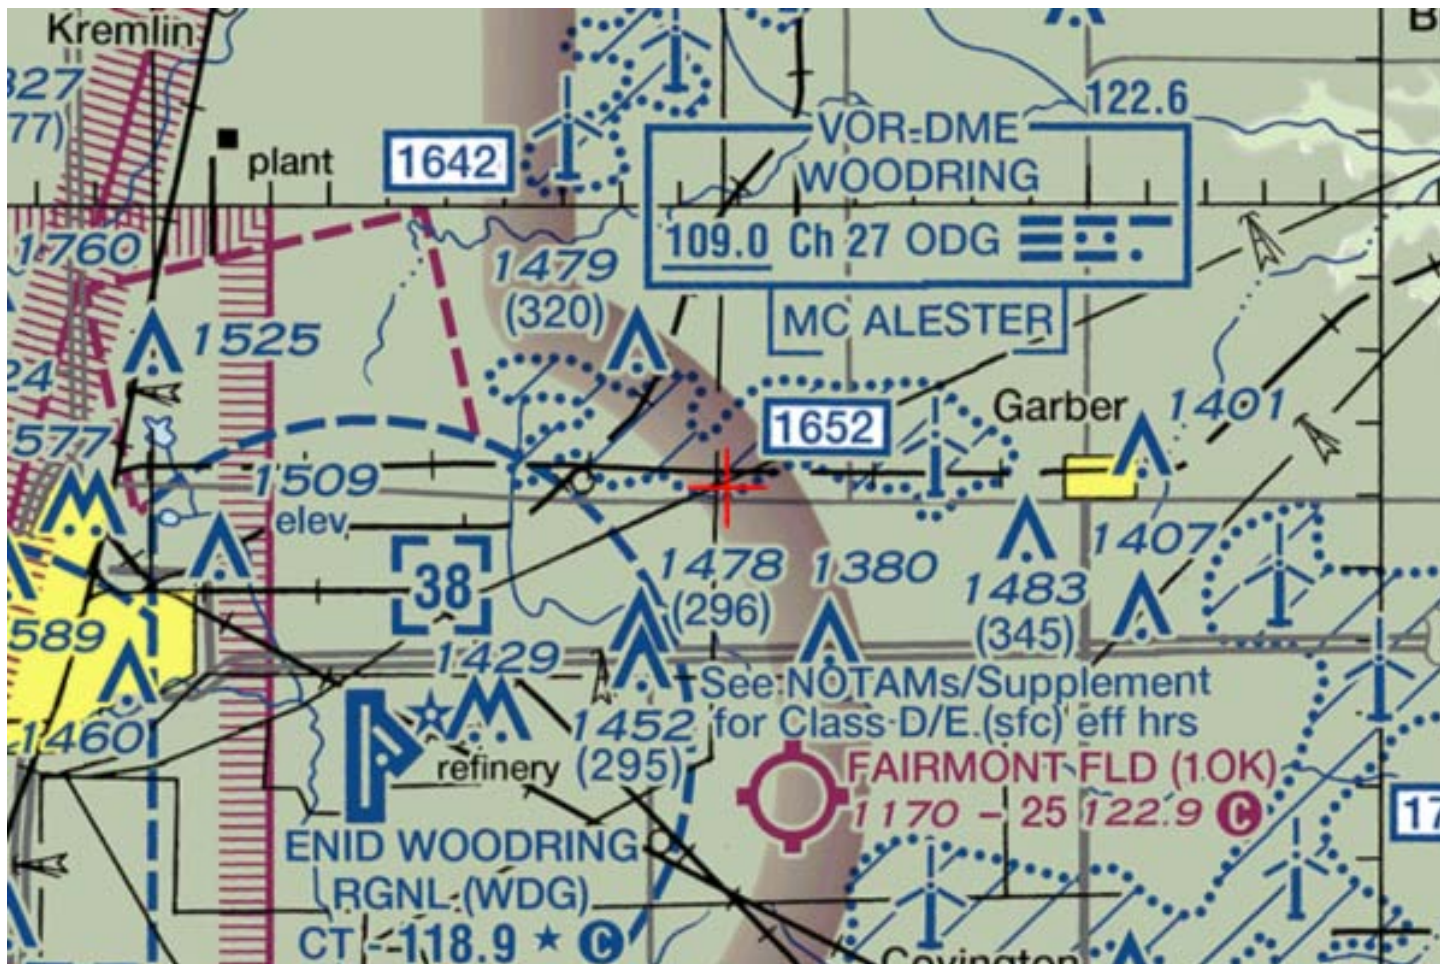 Kremlin
B
327
77)
122.6
plant
1642
VOR-DME
WOODRING
109.0 Ch 27 ODG
1760
1479
(320)
MC ALESTER
1525
24
Garber
1401
1652
577
1509
elev
1407
38
1478
(296)
1380
1483
(345)
589
1429
See NOTAMs/Supplement
for Class D/E (sfc) eff hrs
1460
1452
(295)
refinery
FAIRMONT FLD (10K)
1170 - 25 122.9 C
17
ENID WOODRING
RGNL (WDG)
CT - 118.9 ★ C
Covington